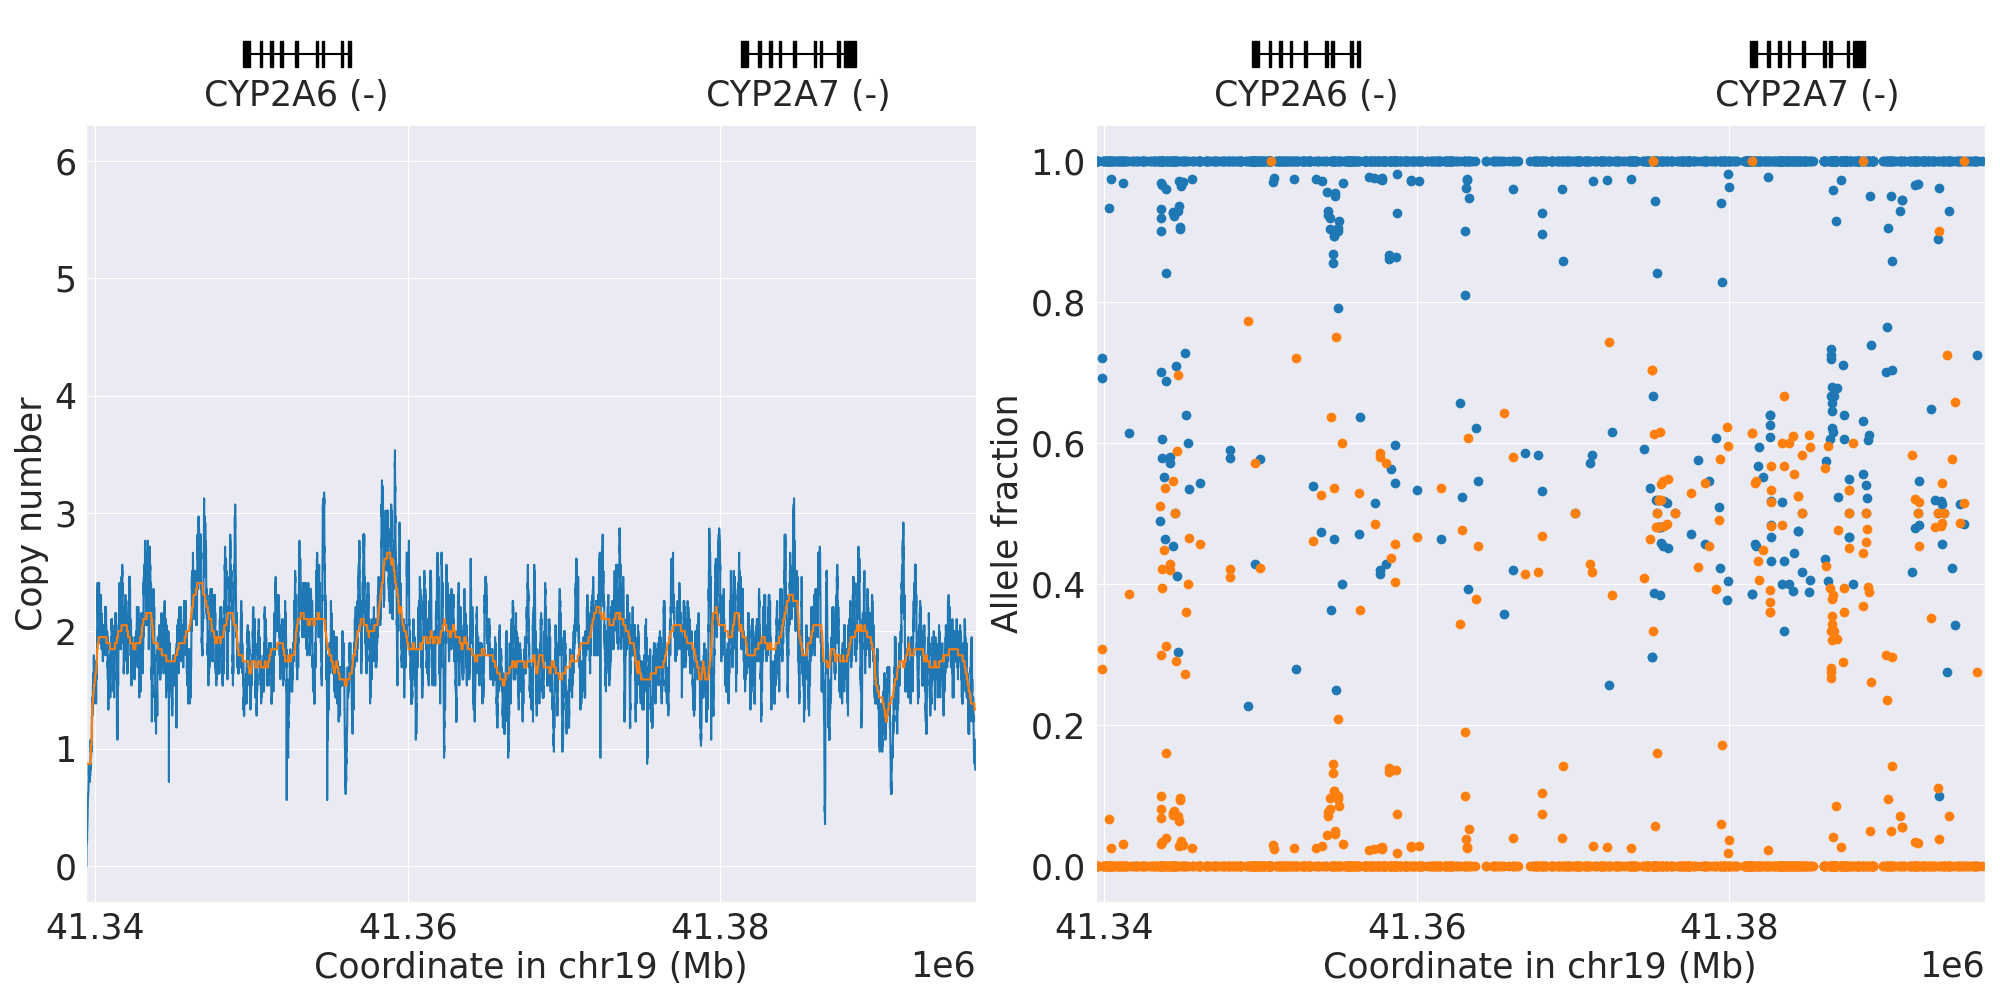 CYP2A6 (-) CYP2A7 (-)
CYP2A6 (-) CYP2A7 (-)
Copy number
6
5
4
3
2
1
0
41.34 41.36 41.38
Coordinate in chr19 (Mb) 1e6
Allele fraction
1.0
0.8
0.6
0.4
0.2
0.0
41.34 41.36 41.38
Coordinate in chr19 (Mb) 1e6